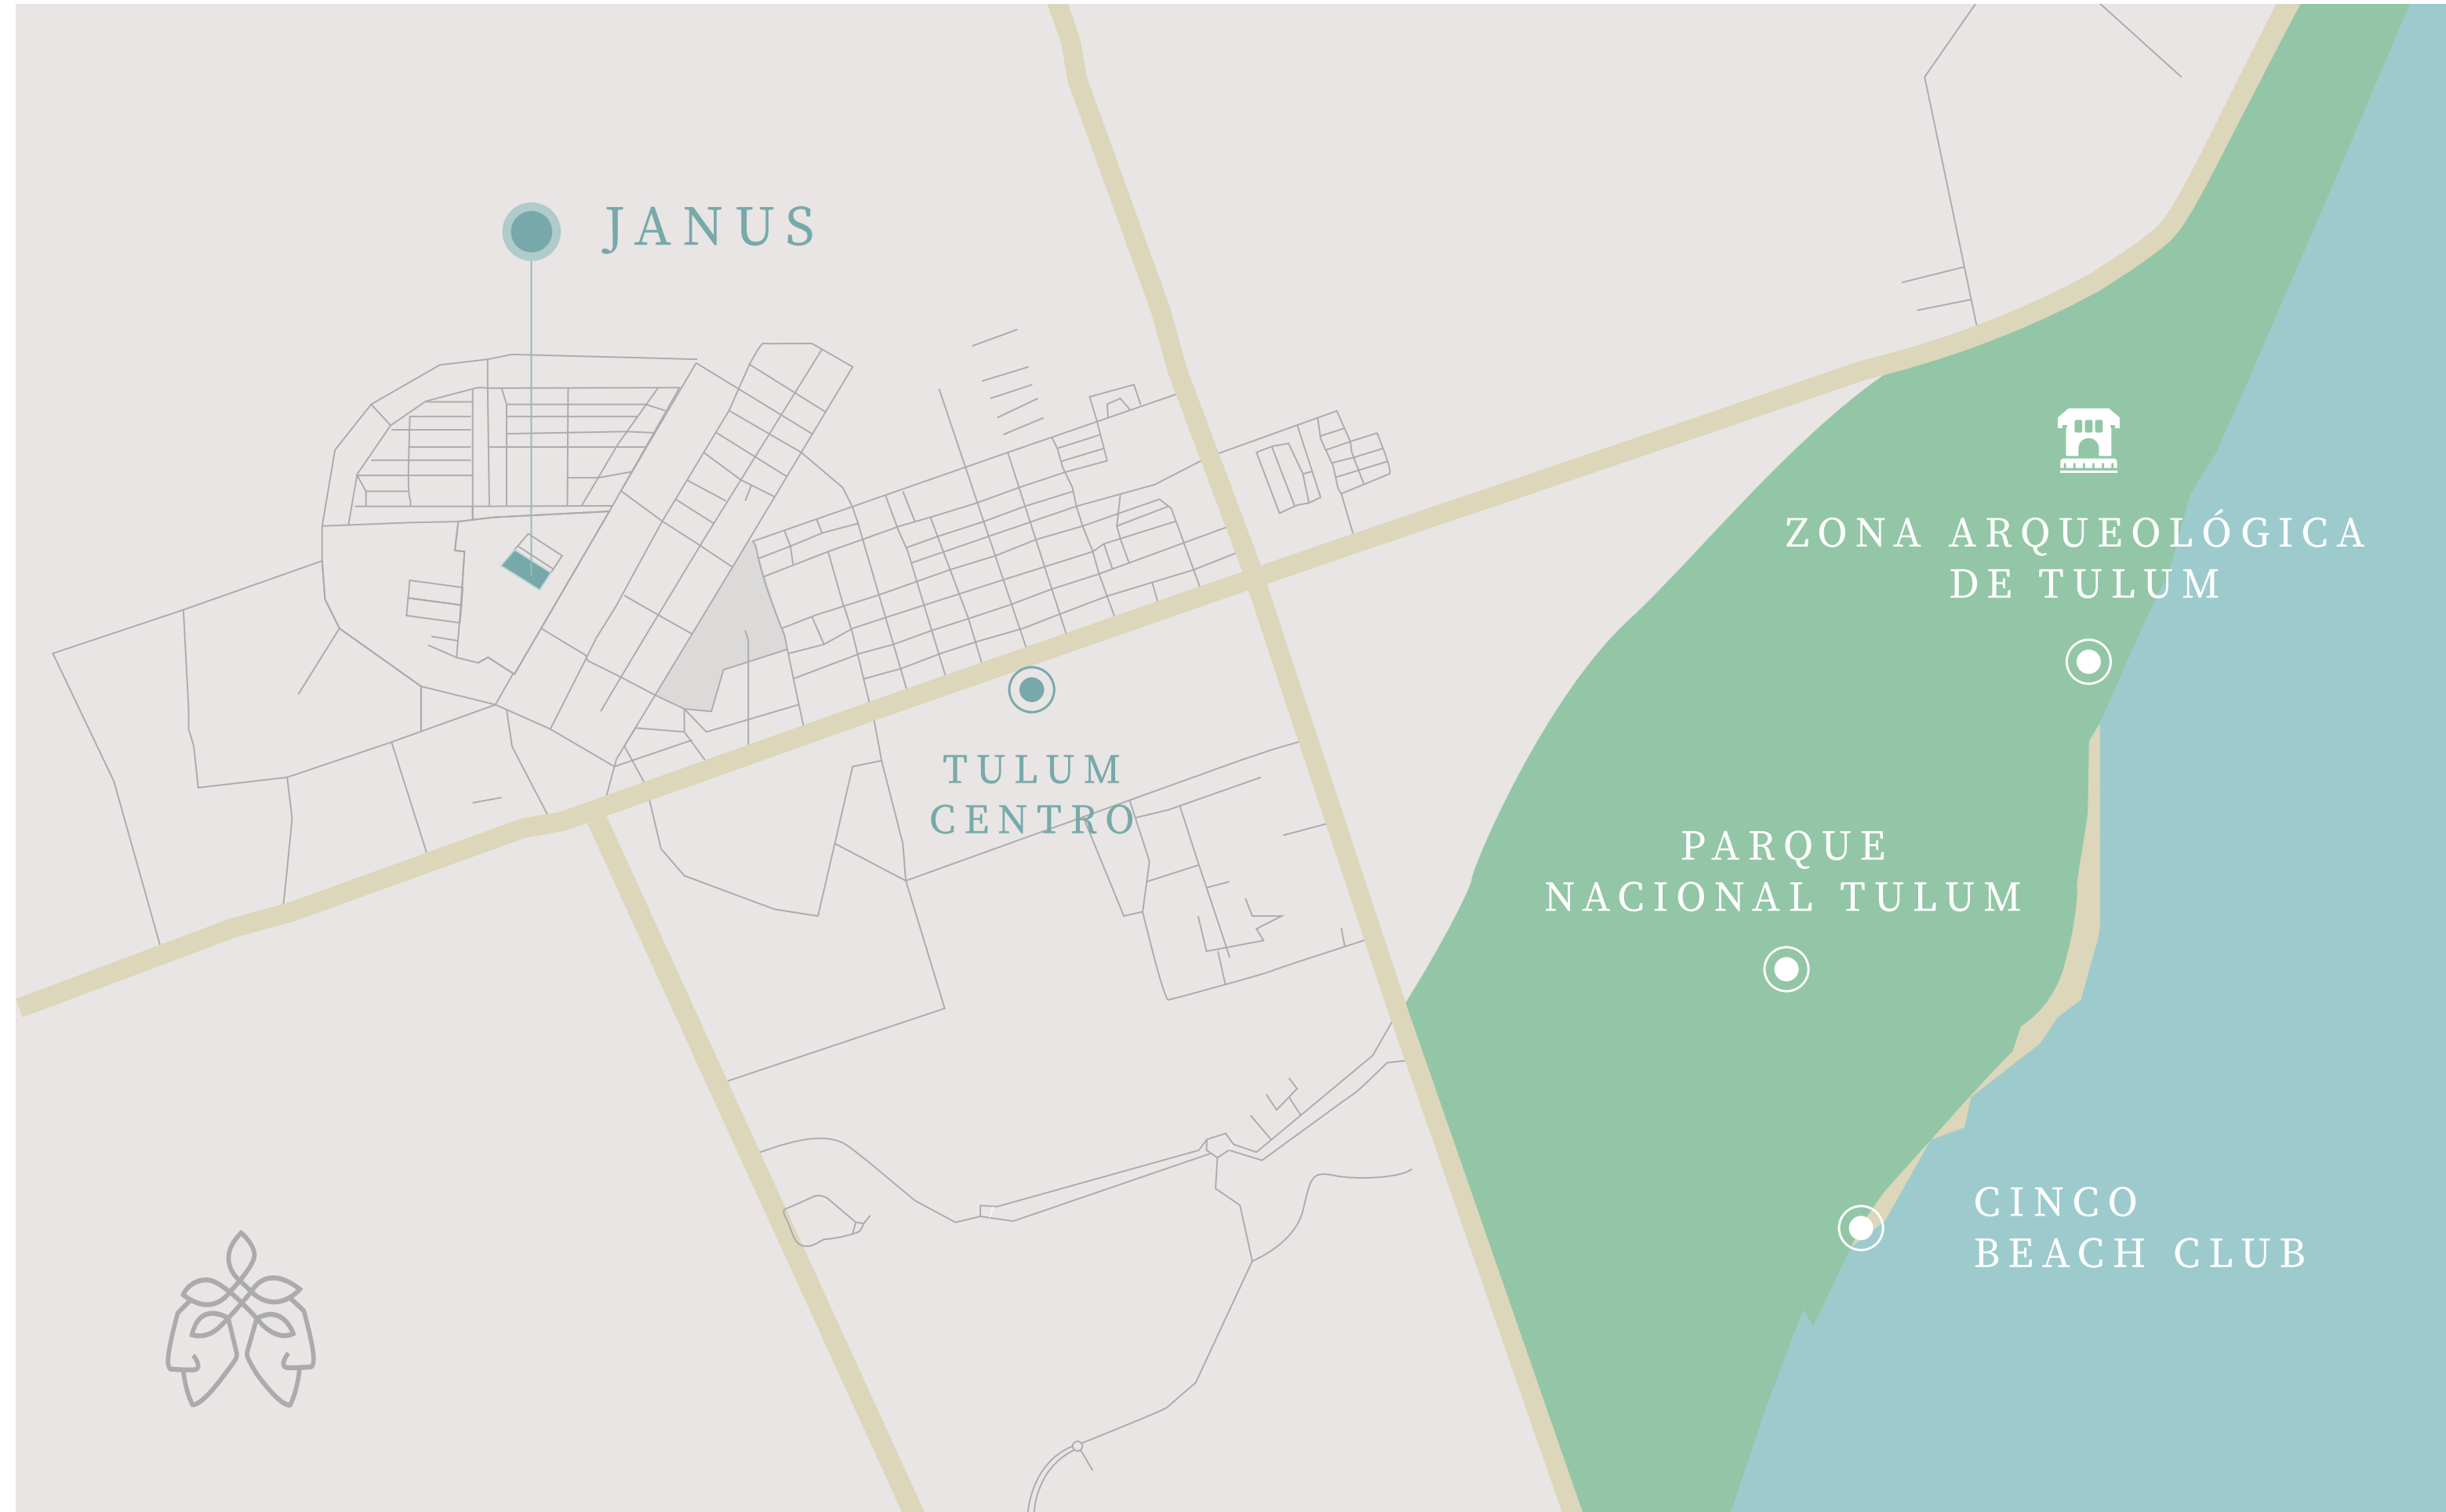 JANUS
ZONA ARQUEOLÓGICA
DE TULUM
TULUM
CENTRO
PARQUE
NACIONAL TULUM
CINCO
BEACH CLUB